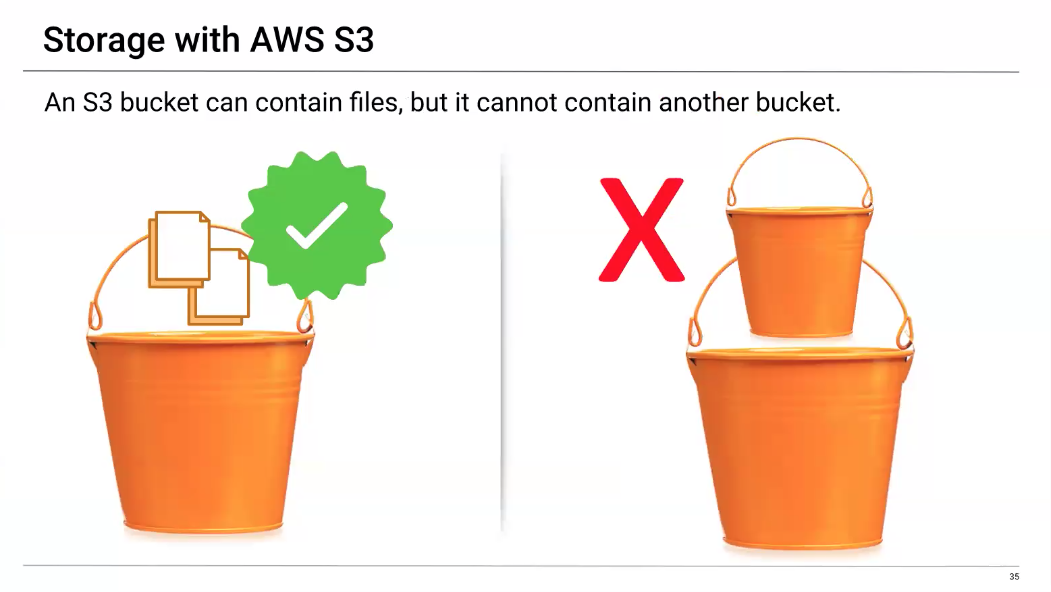 Storage with AWS S3
An S3 bucket can contain files, but it cannot contain another bucket.
X
35